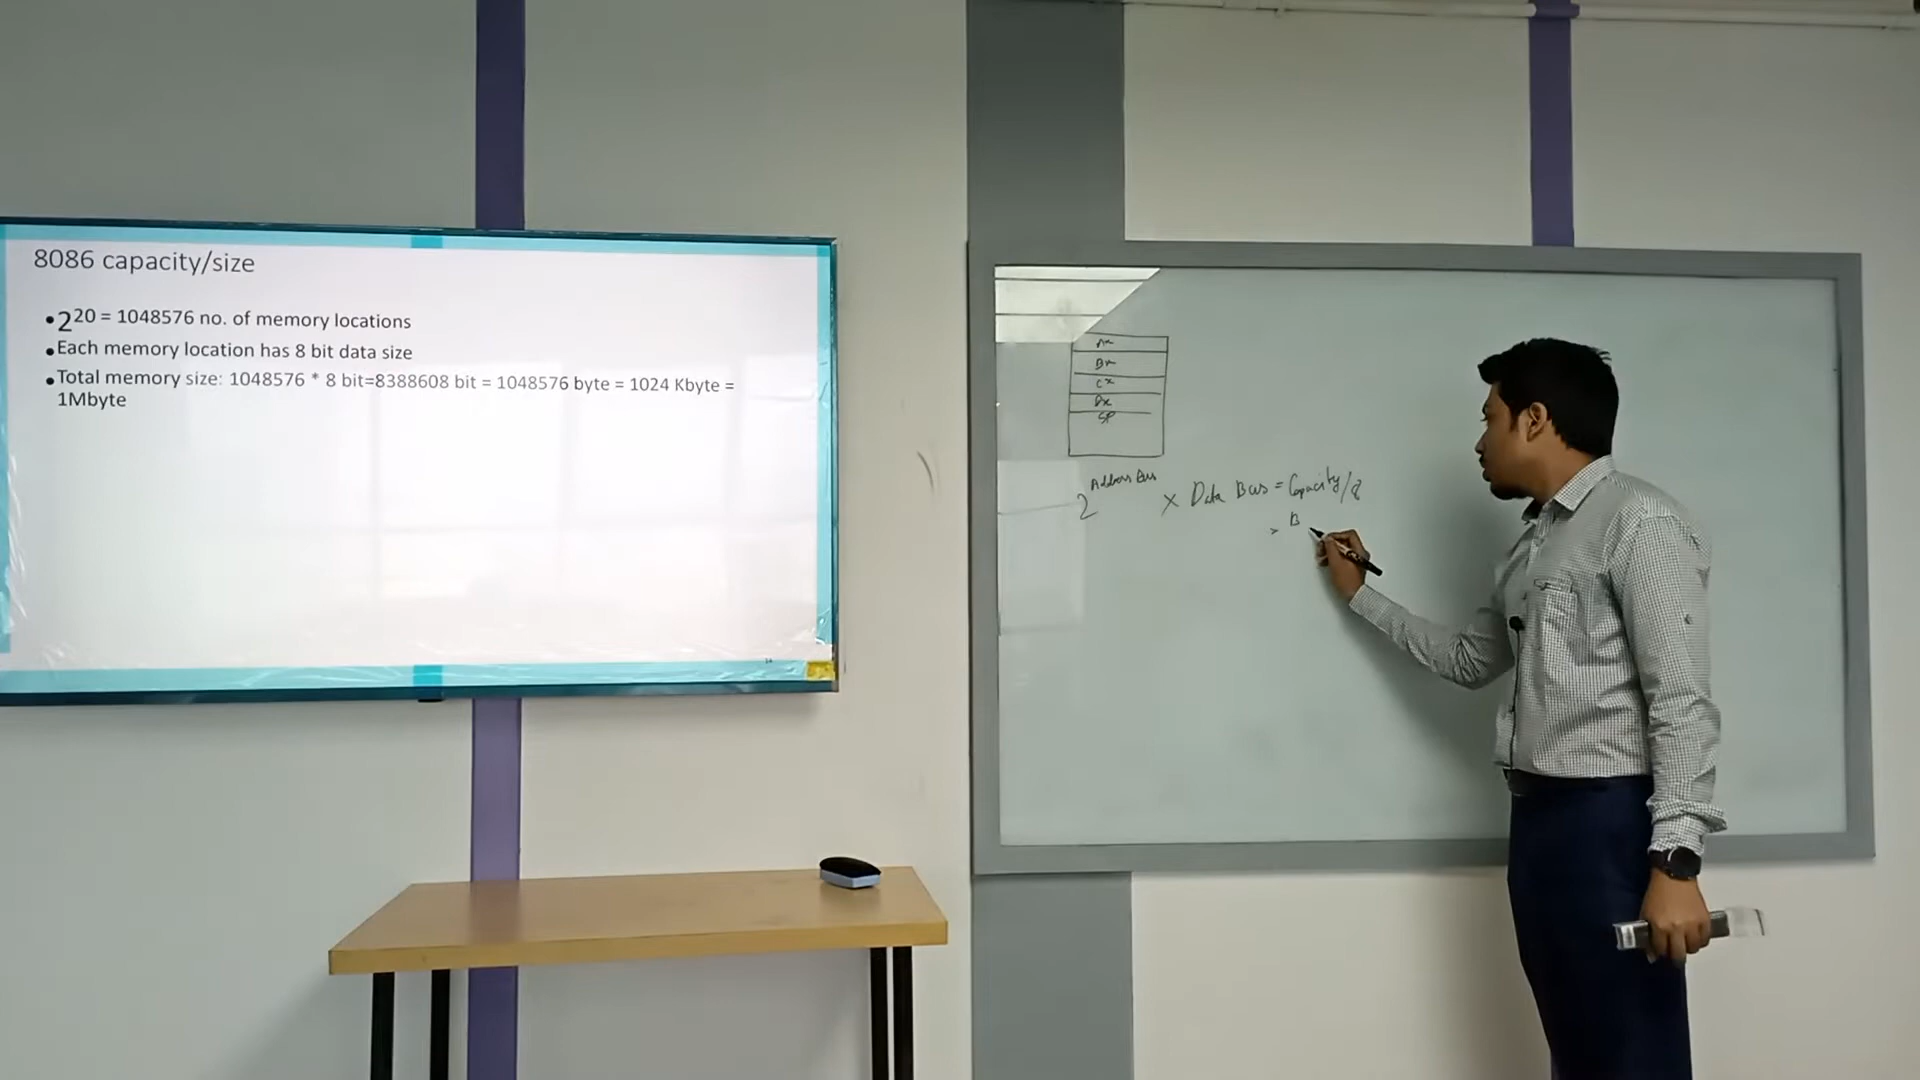 8086 capacity/size
•2²⁰ = 1048576 no. of memory locations
•Each memory location has 8 bit data size
•Total memory size: 1048576 * 8 bit=8388608 bit = 1048576 byte = 1024 Kbyte =
1Mbyte
14
Ax
Bx
Cx
Dx
SP
2^Address Bus × Data Bus = Capacity/8
B